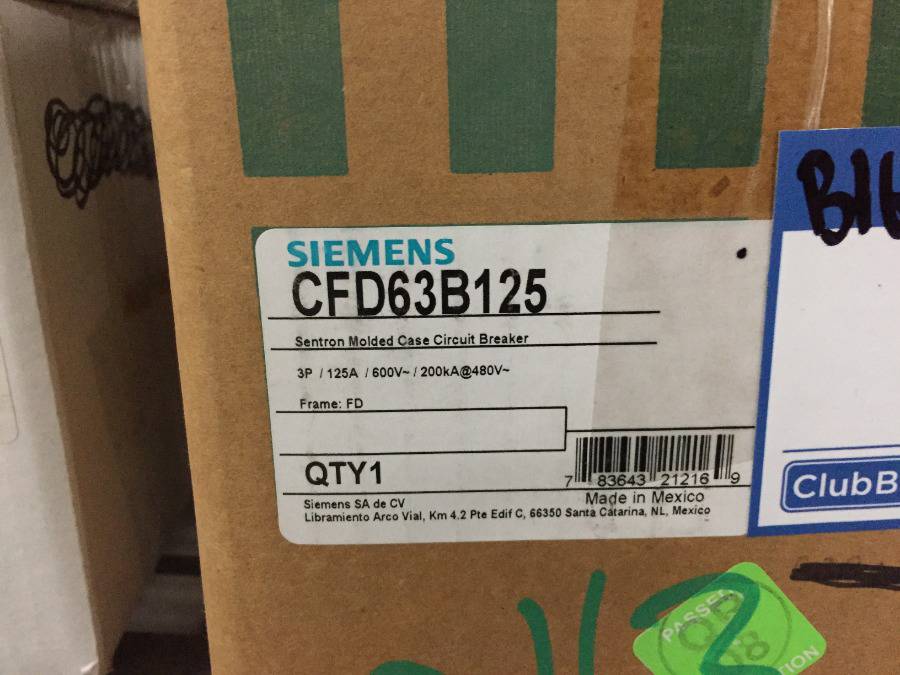 SIEMENS
CFD63B125
Sentron Molded Case Circuit Breaker
3P / 125A / 600V~ / 200kA@480V~
Frame: FD
QTY1
7 83643 21216 9
Made in Mexico
Siemens SA de CV
Libramiento Arco Vial, Km 4.2 Pte Edif C, 66350 Santa Catarina, NL, Mexico
ClubB
PASSED